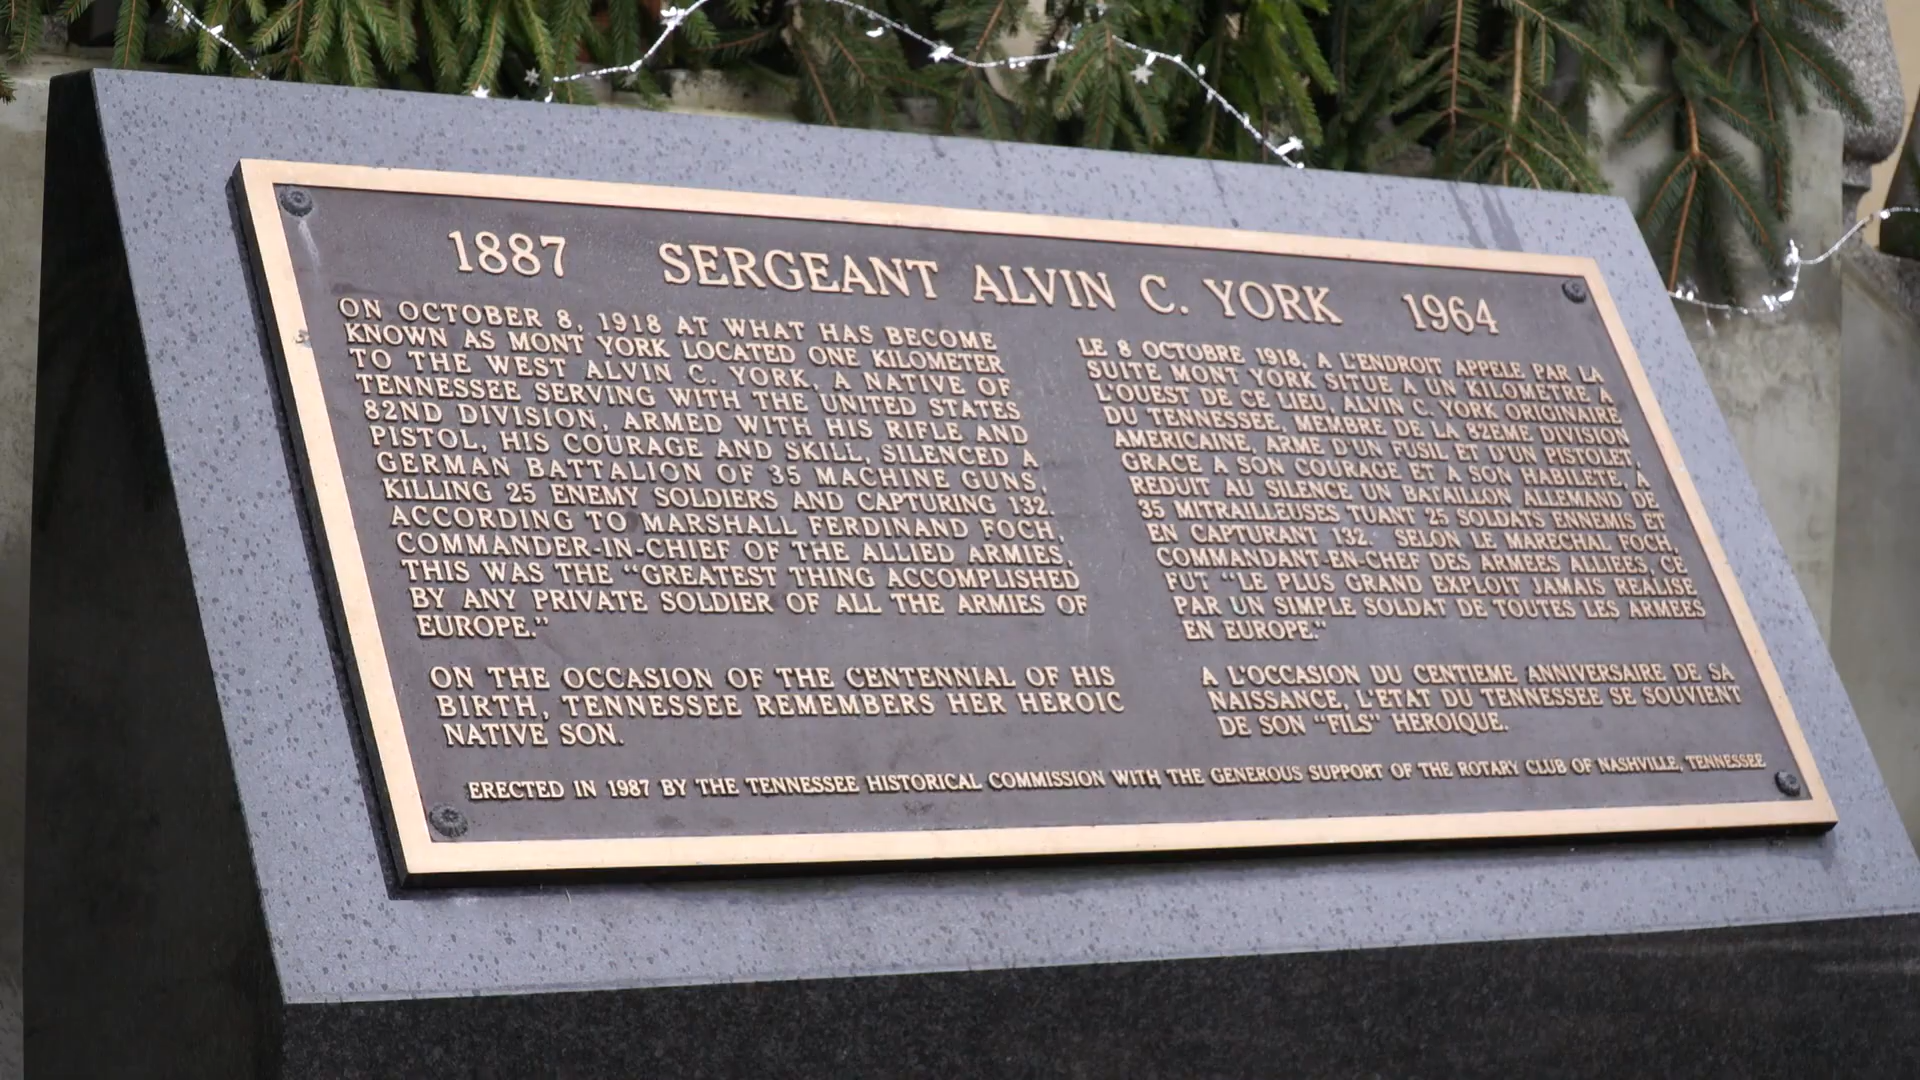 1887 SERGEANT ALVIN C. YORK 1964
ON OCTOBER 8, 1918 AT WHAT HAS BECOME
KNOWN AS MONT YORK LOCATED ONE KILOMETER
TO THE WEST ALVIN C. YORK, A NATIVE OF
TENNESSEE SERVING WITH THE UNITED STATES
82ND DIVISION, ARMED WITH HIS RIFLE AND
PISTOL, HIS COURAGE AND SKILL, SILENCED A
GERMAN BATTALION OF 35 MACHINE GUNS,
KILLING 25 ENEMY SOLDIERS AND CAPTURING 132.
ACCORDING TO MARSHALL FERDINAND FOCH,
COMMANDER-IN-CHIEF OF THE ALLIED ARMIES,
THIS WAS THE "GREATEST THING ACCOMPLISHED
BY ANY PRIVATE SOLDIER OF ALL THE ARMIES OF
EUROPE."
ON THE OCCASION OF THE CENTENNIAL OF HIS
BIRTH, TENNESSEE REMEMBERS HER HEROIC
NATIVE SON.
LE 8 OCTOBRE 1918, A L'ENDROIT APPELE PAR LA
SUITE MONT YORK SITUE A UN KILOMETRE A
L'OUEST DE CE LIEU, ALVIN C. YORK ORIGINAIRE
DU TENNESSEE, MEMBRE DE LA 82EME DIVISION
AMERICAINE, ARME D'UN FUSIL ET D'UN PISTOLET,
GRACE A SON COURAGE ET A SON HABILETE, A
REDUIT AU SILENCE UN BATAILLON ALLEMAND DE
35 MITRAILLEUSES TUANT 25 SOLDATS ENNEMIS ET
EN CAPTURANT 132. SELON LE MARECHAL FOCH,
COMMANDANT-EN-CHEF DES ARMEES ALLIEES, CE
FUT "LE PLUS GRAND EXPLOIT JAMAIS REALISE
PAR UN SIMPLE SOLDAT DE TOUTES LES ARMEES
EN EUROPE."
A L'OCCASION DU CENTIEME ANNIVERSAIRE DE SA
NAISSANCE, L'ETAT DU TENNESSEE SE SOUVIENT
DE SON "FILS" HEROIQUE.
ERECTED IN 1987 BY THE TENNESSEE HISTORICAL COMMISSION WITH THE GENEROUS SUPPORT OF THE ROTARY CLUB OF NASHVILLE, TENNESSEE